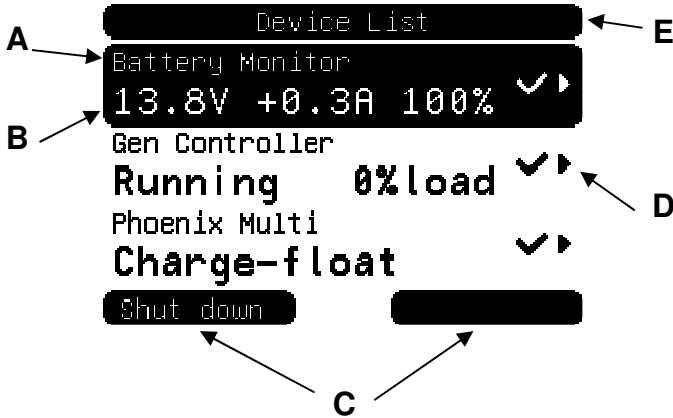 Device List
E
A
Battery Monitor
13.8V +0.3A 100%
B
Gen Controller
Running 0%load
D
Phoenix Multi
Charge-float
Shut down
C